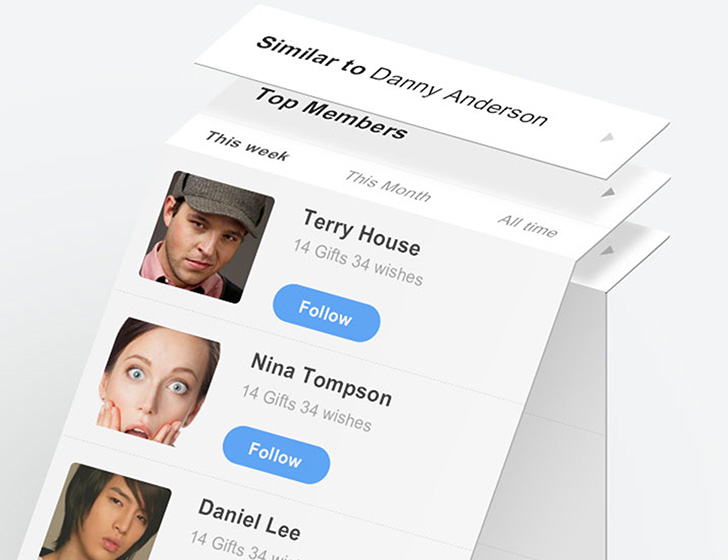 Similar to Danny Anderson
Top Members
This week This Month All time
Terry House
14 Gifts 34 wishes
Follow
Nina Tompson
14 Gifts 34 wishes
Follow
Daniel Lee
14 Gifts 34 wishes